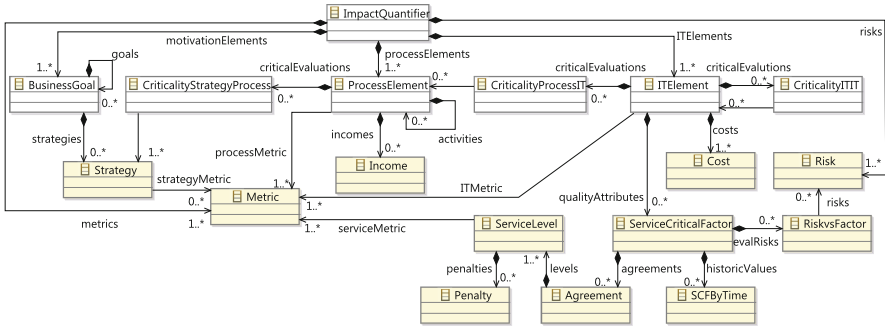 ImpactQuantifier
risks
motivationElements
ITElements
processElements
goals
1..*
1..*
1..*
criticalEvaluations
criticalEvaluations
criticalEvalutions
BusinessGoal
CriticalityStrategyProcess
ProcessElement
CriticalityProcessIT
ITElement
CriticalityITIT
0..*
0..*
0..*
0..*
0..*
0..*
0..*
strategies
incomes
activities
costs
processMetric
0..*
1..*
0..*
1..*
Strategy
Income
Cost
Risk
1..*
strategyMetric
ITMetric
qualityAttributes
0..*
1..*
Metric
0..*
1..*
0..*
risks
metrics
1..*
1..*
serviceMetric
ServiceLevel
ServiceCriticalFactor
0..*
RiskvsFactor
evalRisks
penalties
1..*
levels
agreements
historicValues
0..*
0..*
0..*
Penalty
Agreement
SCFByTime